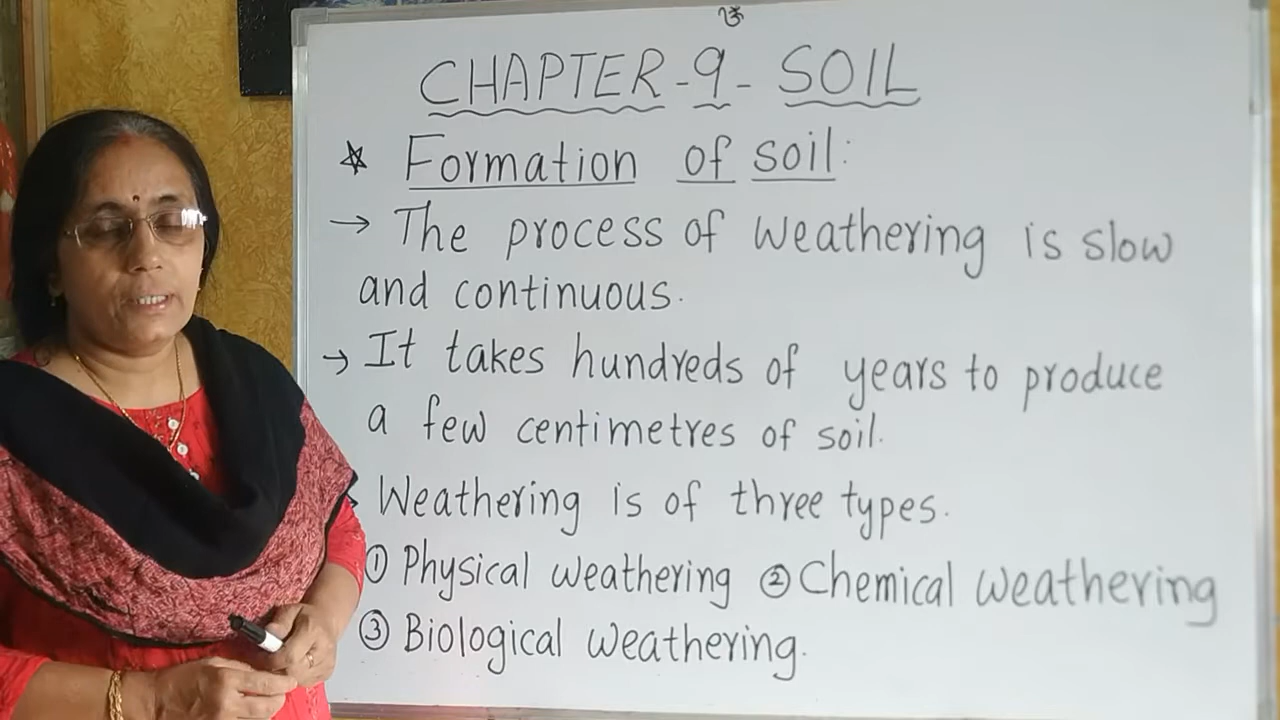 ૐ
CHAPTER-9- SOIL
☆ Formation of soil:
→ The process of weathering is slow
and continuous.
→ It takes hundreds of years to produce
a few centimetres of soil.
Weathering is of three types.
① Physical weathering ② Chemical weathering
③ Biological weathering.